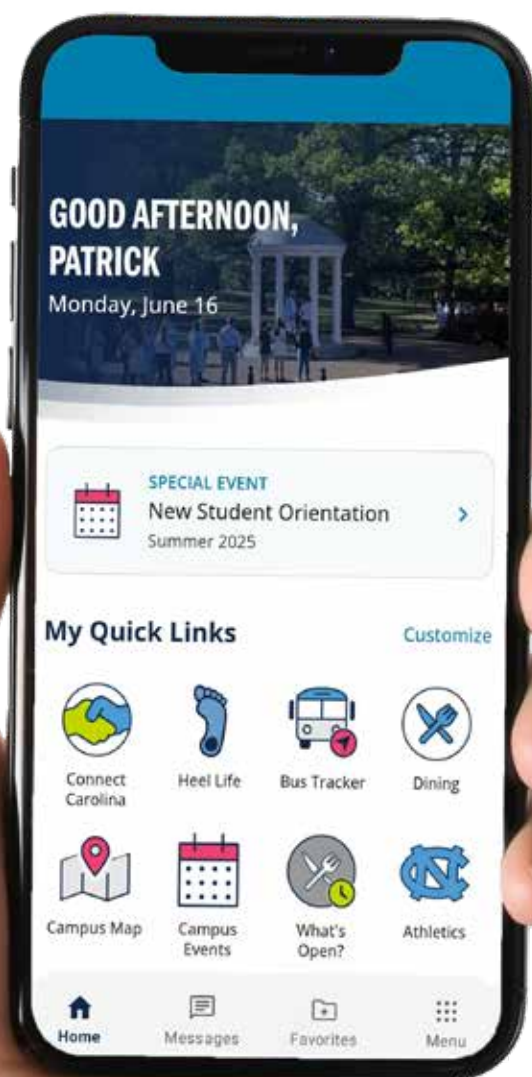 GOOD AFTERNOON,
PATRICK
Monday, June 16
SPECIAL EVENT
New Student Orientation
Summer 2025
My Quick Links
Customize
Connect
Carolina
Heel Life
Bus Tracker
Dining
Campus Map
Campus
Events
What's
Open?
Athletics
NC
Home
Messages
Favorites
Menu